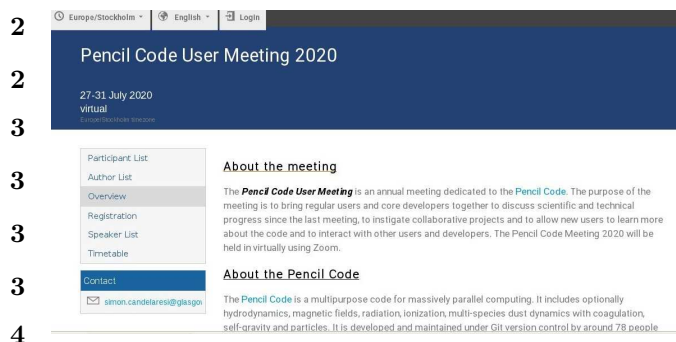 2
2
3
3
3
3
4
Europe/Stockholm English Login
Pencil Code User Meeting 2020
27-31 July 2020
virtual
Europe/Stockholm timezone
Participant List
Author List
Overview
Registration
Speaker List
Timetable
Contact
simon.candelaresi@glasgov
About the meeting
The Pencil Code User Meeting is an annual meeting dedicated to the Pencil Code. The purpose of the
meeting is to bring regular users and core developers together to discuss scientific and technical
progress since the last meeting, to instigate collaborative projects and to allow new users to learn more
about the code and to interact with other users and developers. The Pencil Code Meeting 2020 will be
held in virtually using Zoom.
About the Pencil Code
The Pencil Code is a multipurpose code for massively parallel computing. It includes optionally
hydrodynamics, magnetic fields, radiation, ionization, multi-species dust dynamics with coagulation,
self-gravity and particles. It is developed and maintained under Git version control by around 78 people